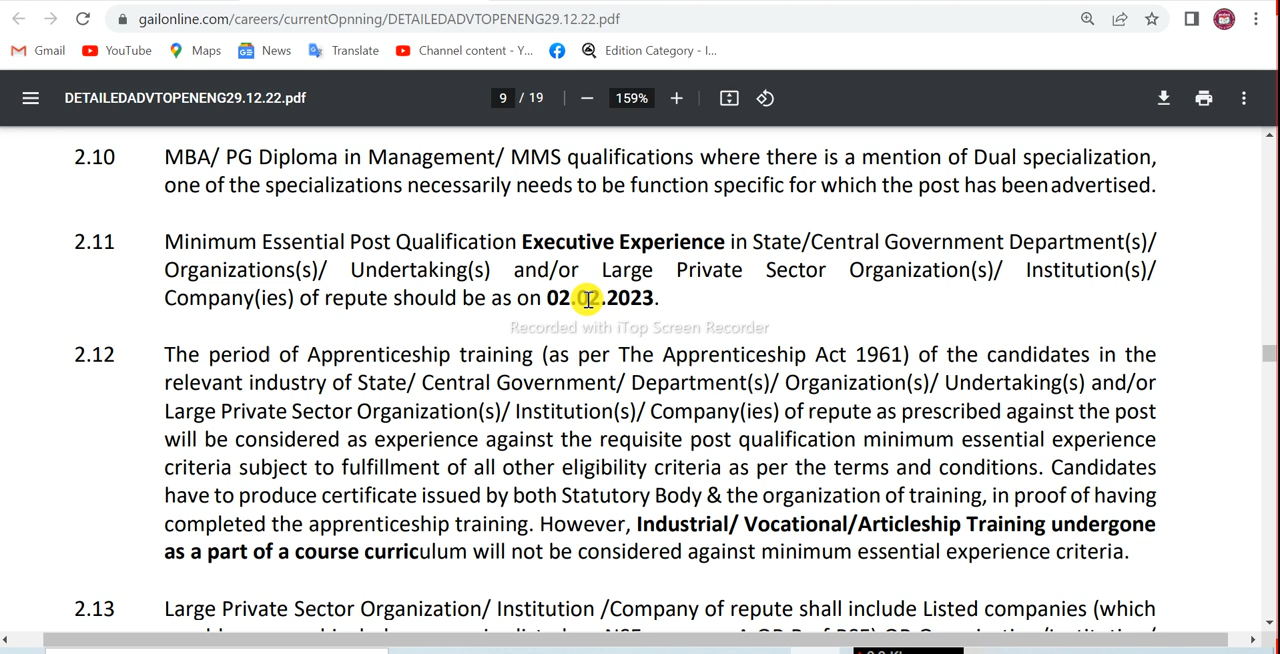 gailonline.com/careers/currentOpnning/DETAILEDADVTOPENENG29.12.22.pdf
Gmail YouTube Maps News Translate Channel content - Y... Edition Category - I...
DETAILEDADVTOPENENG29.12.22.pdf 9 / 19 159%
2.10 MBA/ PG Diploma in Management/ MMS qualifications where there is a mention of Dual specialization,
one of the specializations necessarily needs to be function specific for which the post has been advertised.
2.11 Minimum Essential Post Qualification Executive Experience in State/Central Government Department(s)/
Organizations(s)/ Undertaking(s) and/or Large Private Sector Organization(s)/ Institution(s)/
Company(ies) of repute should be as on 02.02.2023.
Recorded with iTop Screen Recorder
2.12 The period of Apprenticeship training (as per The Apprenticeship Act 1961) of the candidates in the
relevant industry of State/ Central Government/ Department(s)/ Organization(s)/ Undertaking(s) and/or
Large Private Sector Organization(s)/ Institution(s)/ Company(ies) of repute as prescribed against the post
will be considered as experience against the requisite post qualification minimum essential experience
criteria subject to fulfillment of all other eligibility criteria as per the terms and conditions. Candidates
have to produce certificate issued by both Statutory Body & the organization of training, in proof of having
completed the apprenticeship training. However, Industrial/ Vocational/Articleship Training undergone
as a part of a course curriculum will not be considered against minimum essential experience criteria.
2.13 Large Private Sector Organization/ Institution /Company of repute shall include Listed companies (which